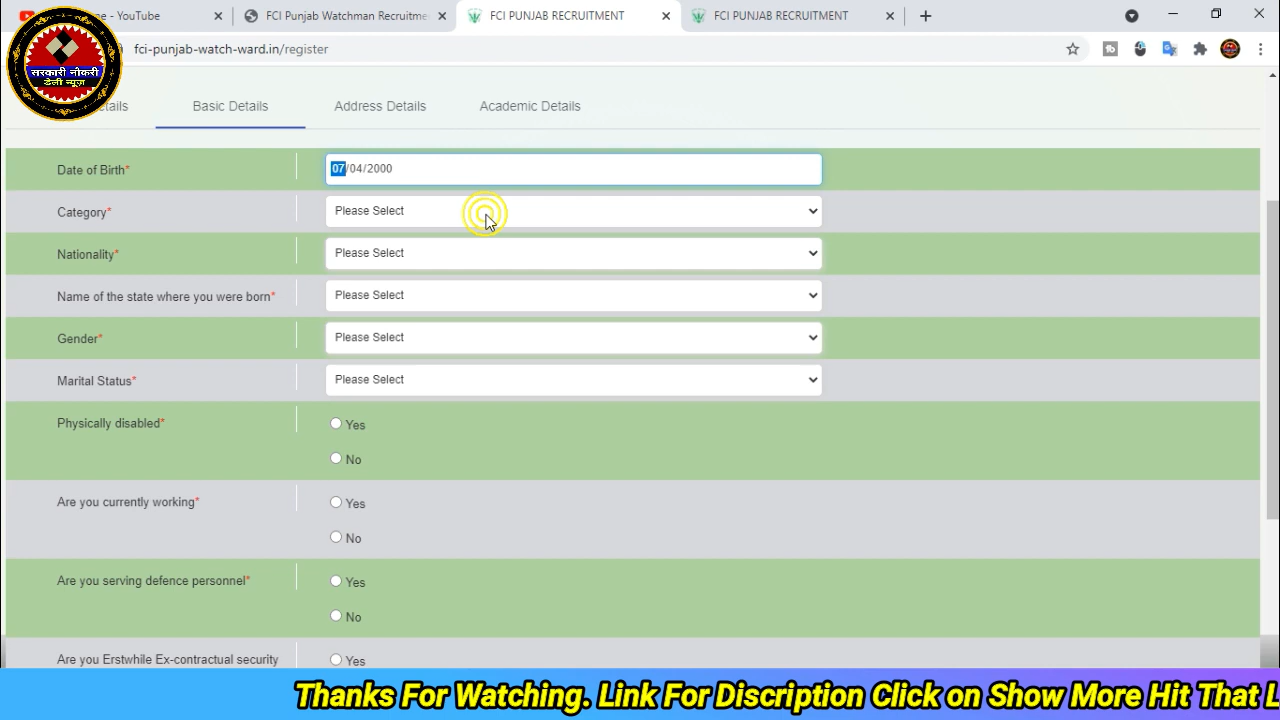 me - YouTube
FCI Punjab Watchman Recruitme
FCI PUNJAB RECRUITMENT
FCI PUNJAB RECRUITMENT
fci-punjab-watch-ward.in/register
सरकारी नौकरी
डेली न्यूज़
etails
Basic Details
Address Details
Academic Details
Date of Birth*
07/04/2000
Category*
Please Select
Nationality*
Please Select
Name of the state where you were born*
Please Select
Gender*
Please Select
Marital Status*
Please Select
Physically disabled*
Yes
No
Are you currently working*
Yes
No
Are you serving defence personnel*
Yes
No
Are you Erstwhile Ex-contractual security
Yes
Thanks For Watching. Link For Discription Click on Show More Hit That L